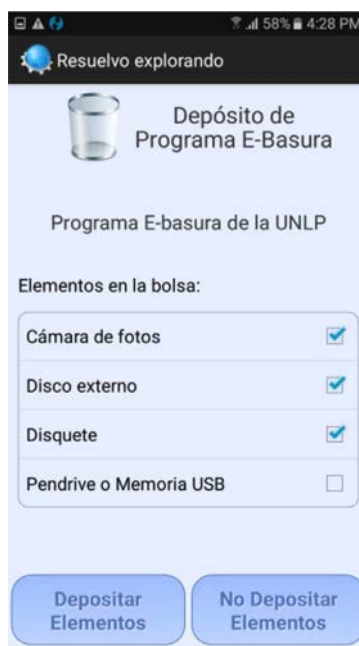 58% 4:28 PM
Resuelvo explorando
Depósito de
Programa E-Basura
Programa E-basura de la UNLP
Elementos en la bolsa:
Cámara de fotos
Disco externo
Disquete
Pendrive o Memoria USB
Depositar
Elementos
No Depositar
Elementos